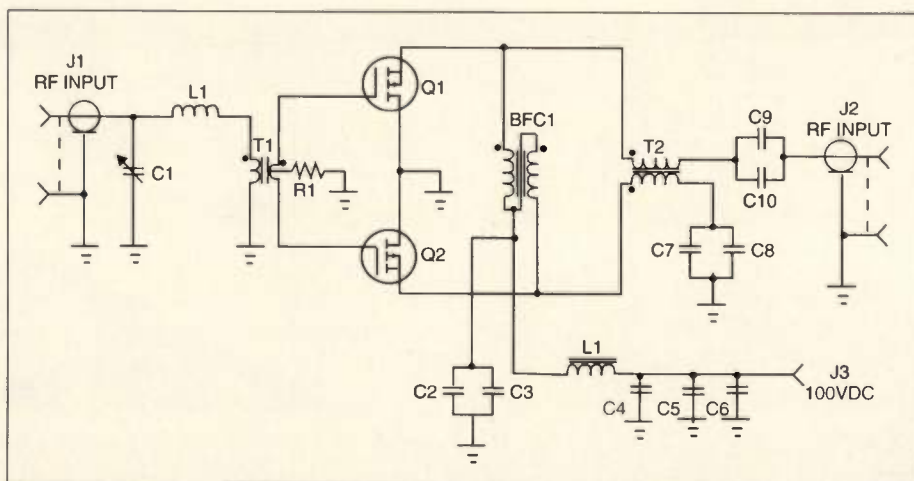 J1
RF INPUT
L1
C1
T1
R1
Q1
Q2
BFC1
T2
C9
C10
J2
RF INPUT
C7
C8
C2
C3
L1
C4
C5
C6
J3
100VDC